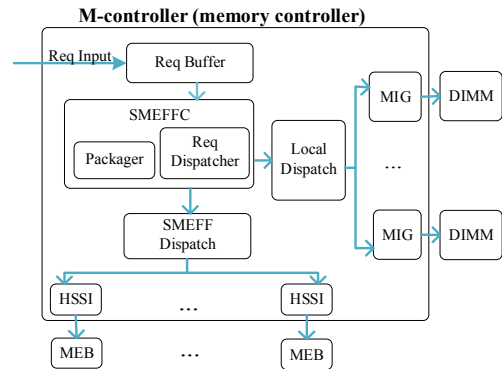 M-controller (memory controller)
Req Input
Req Buffer
SMEFFC
Packager
Req
Dispatcher
Local
Dispatch
MIG
DIMM
...
MIG
DIMM
SMEFF
Dispatch
HSSI
...
HSSI
MEB
...
MEB